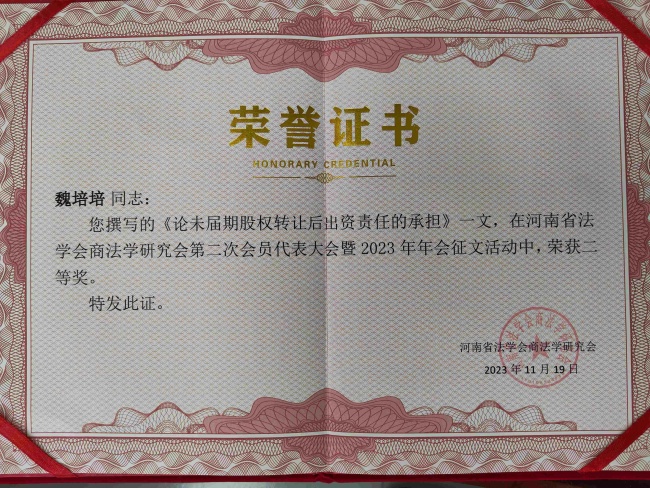 荣誉证书
HONORARY CREDENTIAL
魏培培 同志：
您撰写的《论未届期股权转让后出资责任的承担》一文，在河南省法
学会商法学研究会第二次会员代表大会暨 2023 年年会征文活动中，荣获二
等奖。
特发此证。
河南省法学会商法学研究会
2023 年 11 月 19 日